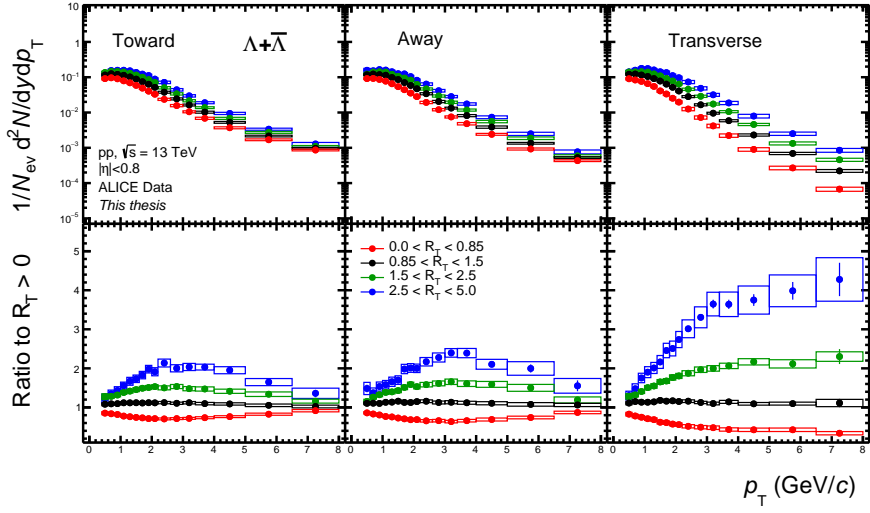 Toward
Λ+Λ̅
Away
Transverse
1/N_ev d²N/dydp_T
10
1
10⁻¹
10⁻²
10⁻³
10⁻⁴
10⁻⁵
pp, √s = 13 TeV
|η|<0.8
ALICE Data
This thesis
Ratio to R_T > 0
5
4
3
2
1
0.0 < R_T < 0.85
0.85 < R_T < 1.5
1.5 < R_T < 2.5
2.5 < R_T < 5.0
0 1 2 3 4 5 6 7 8
0 1 2 3 4 5 6 7 8
0 1 2 3 4 5 6 7 8
p_T (GeV/c)